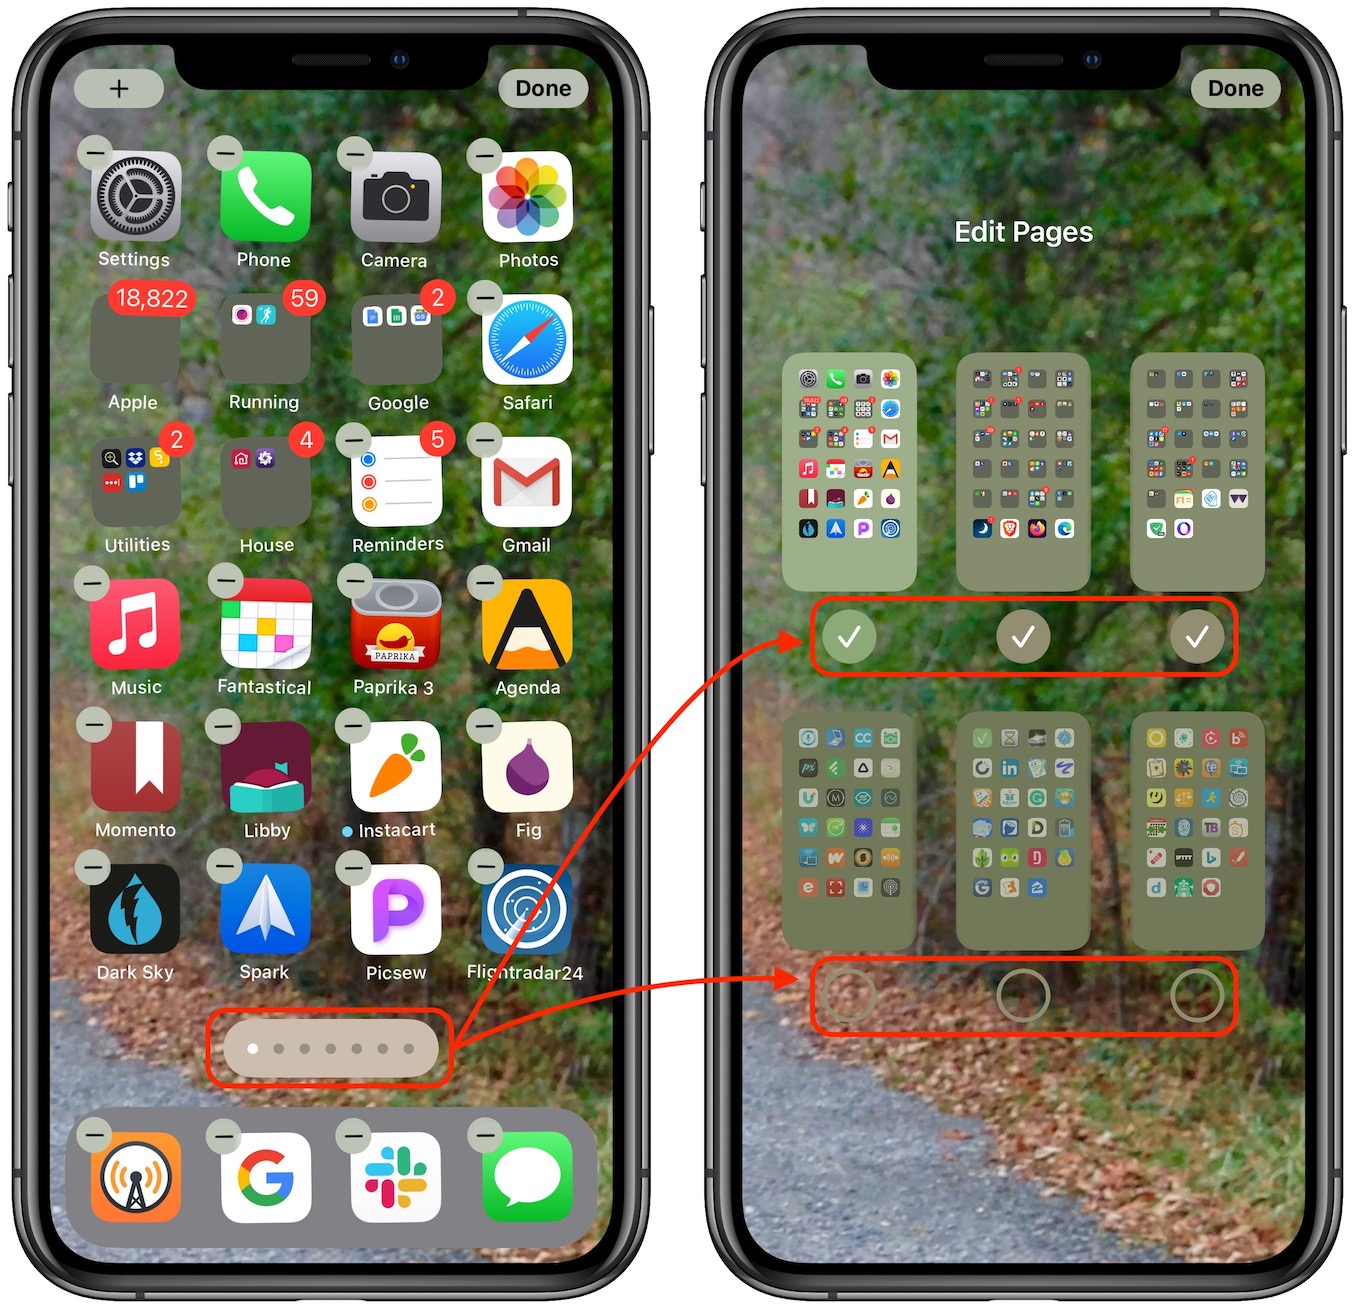 Done
Settings
Phone
Camera
Photos
18,822
59
2
Apple
Running
Google
Safari
2
4
5
Utilities
House
Reminders
Gmail
PAPRIKA
Music
Fantastical
Paprika 3
Agenda
Momento
Libby
Instacart
Fig
Dark Sky
Spark
Picsew
Flightradar24
Done
Edit Pages